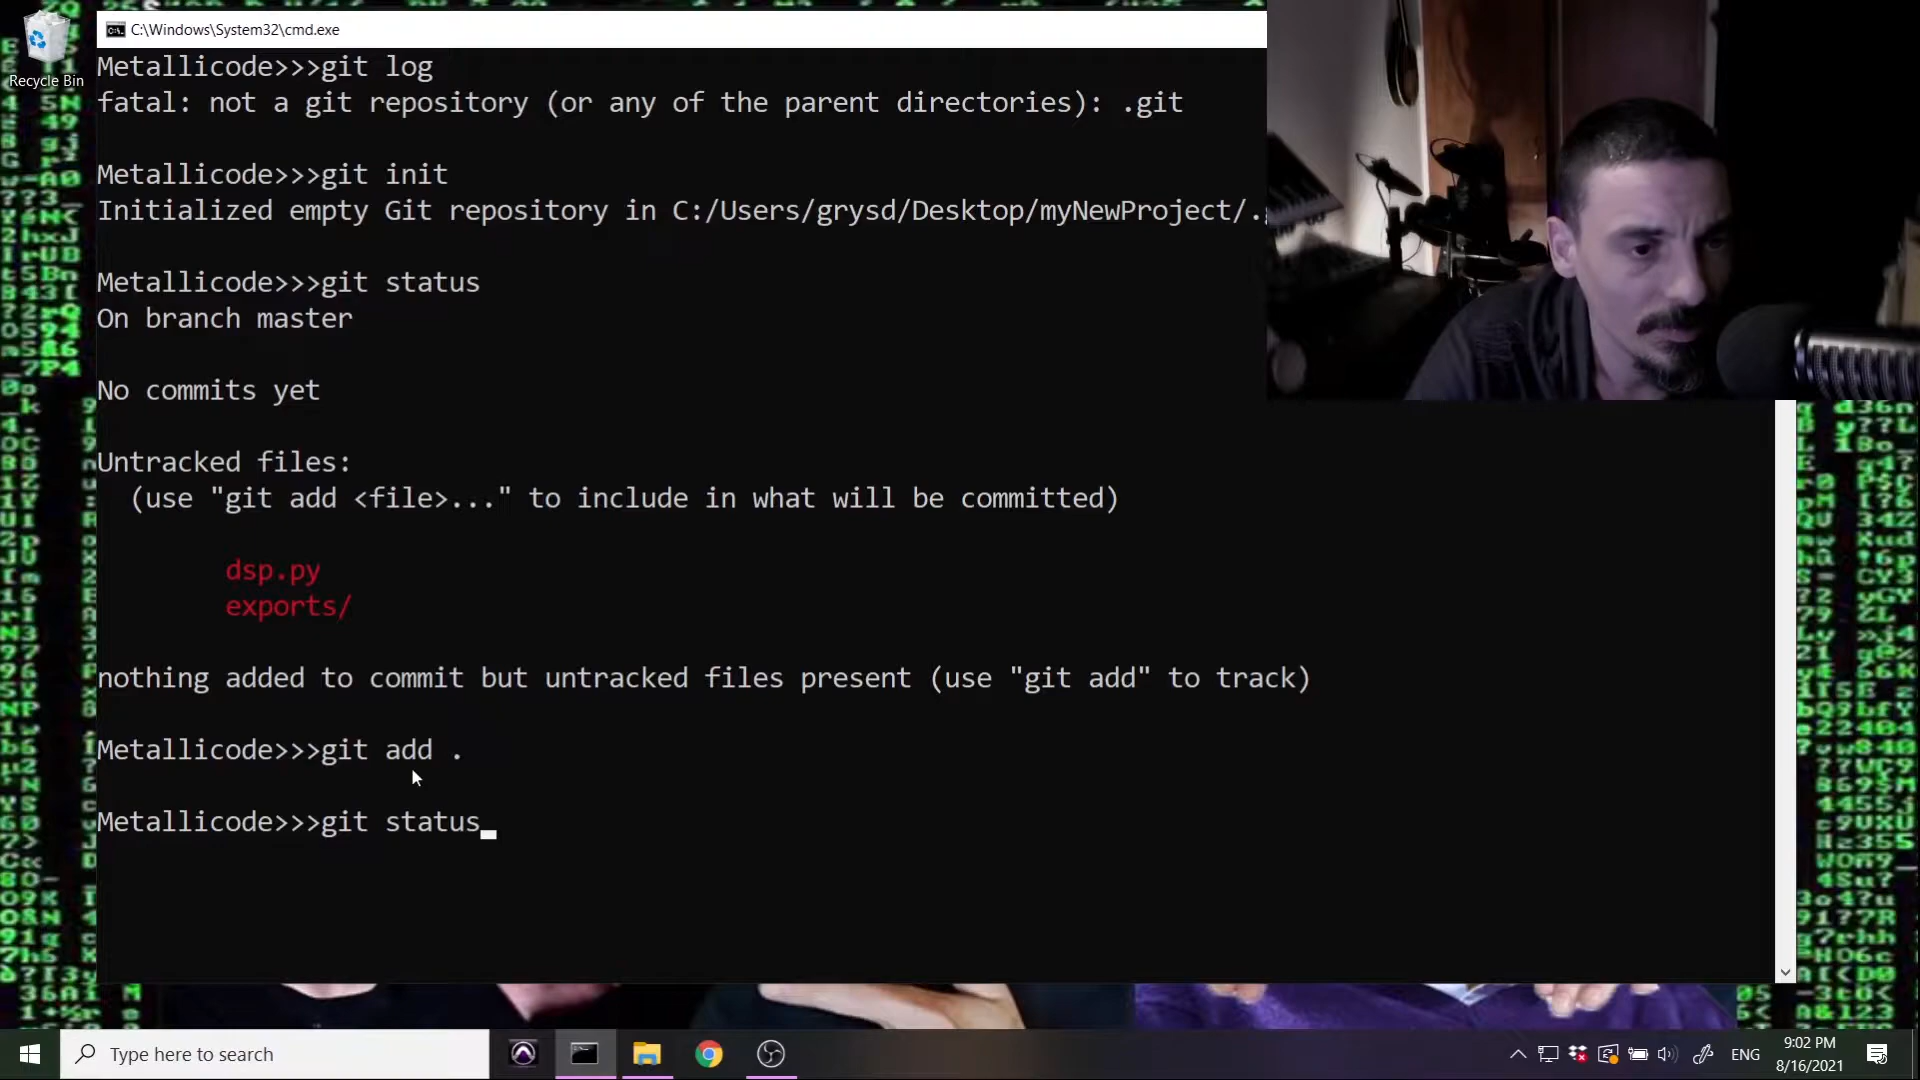 Recycle Bin
C:\Windows\System32\cmd.exe
Metallicode>>>git log
fatal: not a git repository (or any of the parent directories): .git
Metallicode>>>git init
Initialized empty Git repository in C:/Users/grysd/Desktop/myNewProject/.
Metallicode>>>git status
On branch master
No commits yet
Untracked files:
(use "git add <file>..." to include in what will be committed)
dsp.py
exports/
nothing added to commit but untracked files present (use "git add" to track)
Metallicode>>>git add .
Metallicode>>>git status
Type here to search
ENG
9:02 PM
8/16/2021